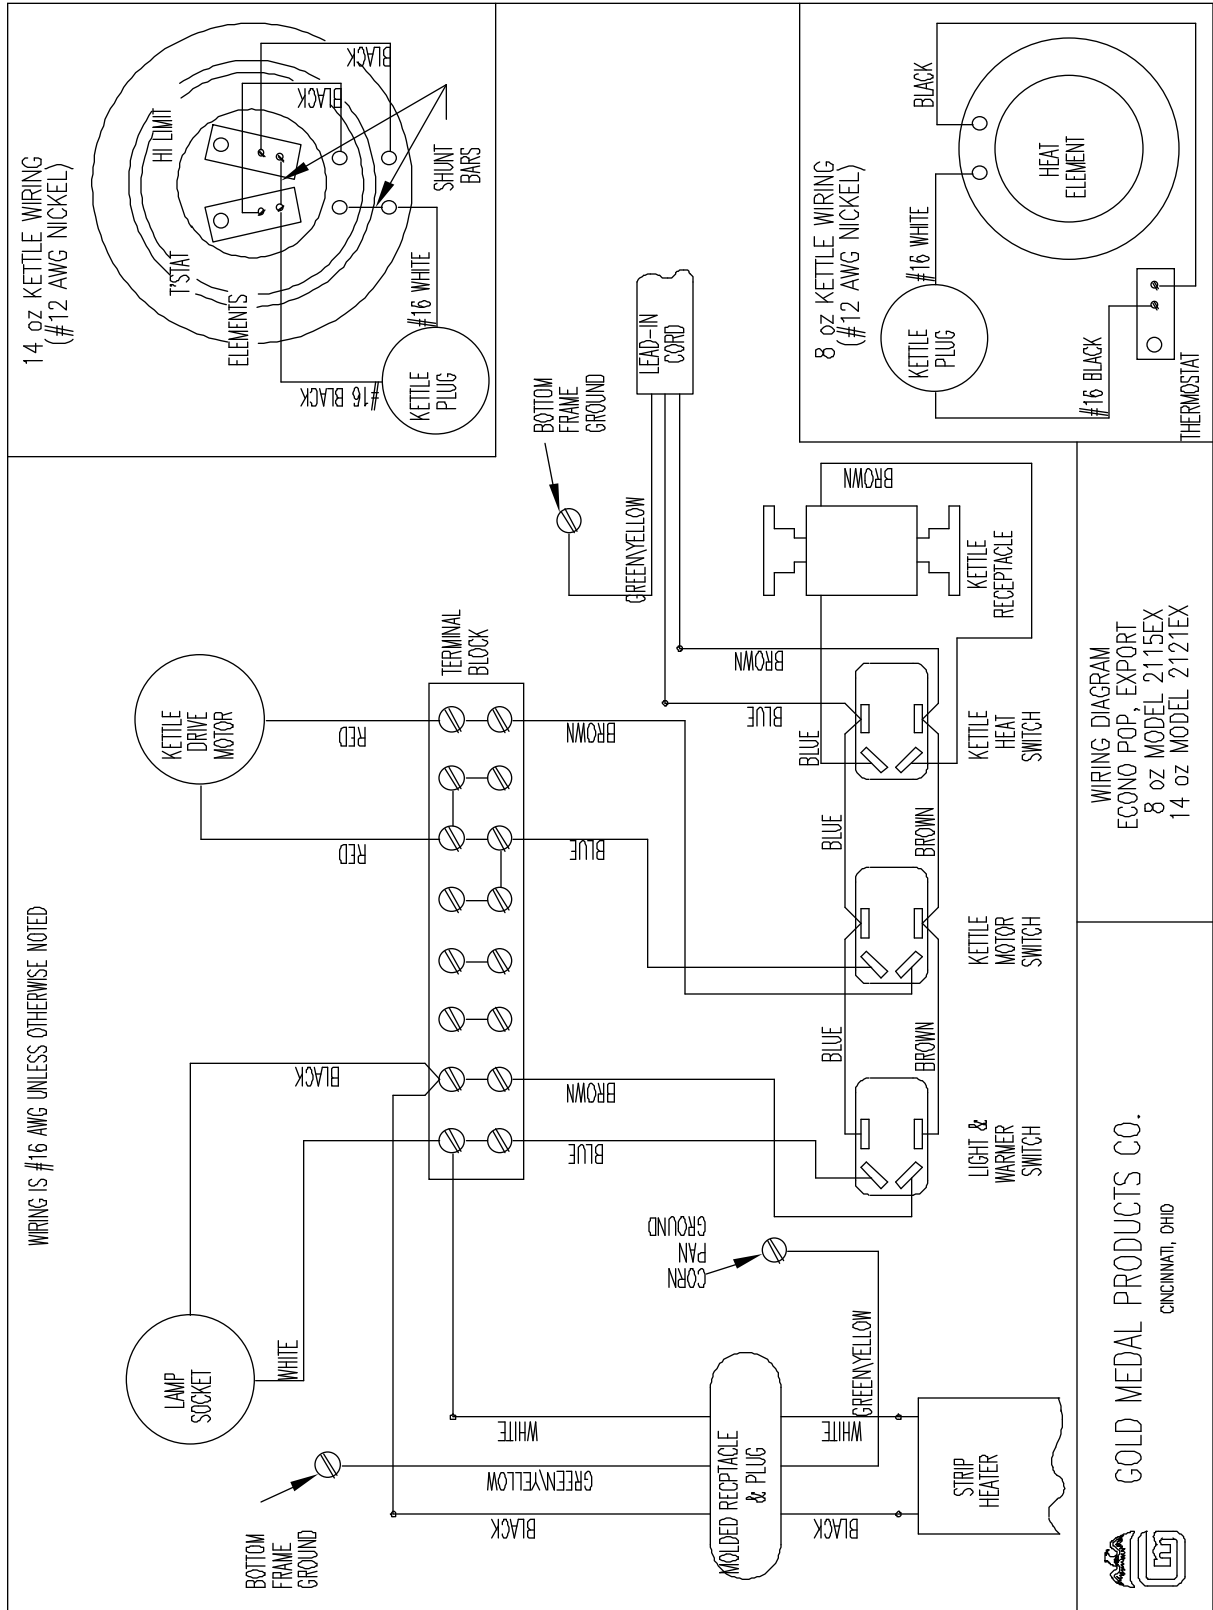 WIRING IS #16 AWG UNLESS OTHERWISE NOTED
14 oz KETTLE WIRING
(#12 AWG NICKEL)
HI LIMIT
T'STAT
ELEMENTS
BLACK
BLACK
SHUNT
BARS
#16 WHITE
#16 BLACK
KETTLE
PLUG
LAMP
SOCKET
WHITE
BLACK
KETTLE
DRIVE
MOTOR
RED
RED
TERMINAL
BLOCK
BOTTOM
FRAME
GROUND
BOTTOM
FRAME
GROUND
GREEN\YELLOW
LEAD-IN
CORD
WHITE
GREEN\YELLOW
BLACK
BLUE
BROWN
BLUE
BROWN
BLUE
BROWN
CORN
PAN
GROUND
MOLDED RECPTACLE
& PLUG
WHITE
GREEN\YELLOW
BLACK
STRIP
HEATER
BLUE
BROWN
BLUE
BROWN
BLUE
BROWN
LIGHT &
WARMER
SWITCH
KETTLE
MOTOR
SWITCH
KETTLE
HEAT
SWITCH
KETTLE
RECEPTACLE
8 oz KETTLE WIRING
(#12 AWG NICKEL)
KETTLE
PLUG
#16 WHITE
BLACK
HEAT
ELEMENT
#16 BLACK
THERMOSTAT
GOLD MEDAL PRODUCTS CO.
CINCINNATI, OHIO
WIRING DIAGRAM
ECONO POP, EXPORT
8 oz MODEL 2115EX
14 oz MODEL 2121EX